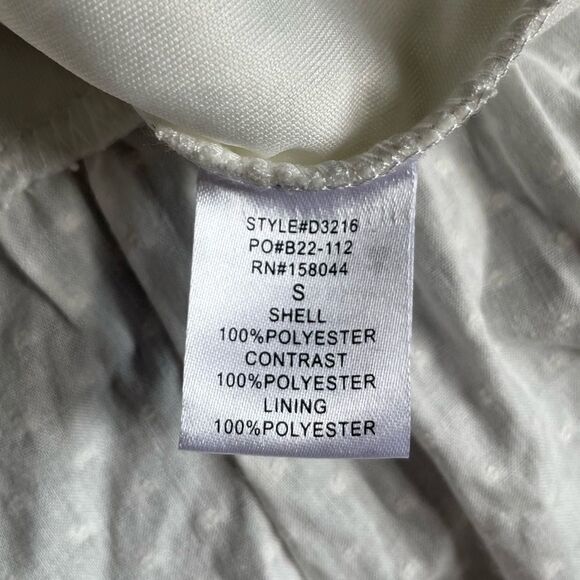 STYLE#D3216
PO#B22-112
RN#158044
S
SHELL
100%POLYESTER
CONTRAST
100%POLYESTER
LINING
100%POLYESTER